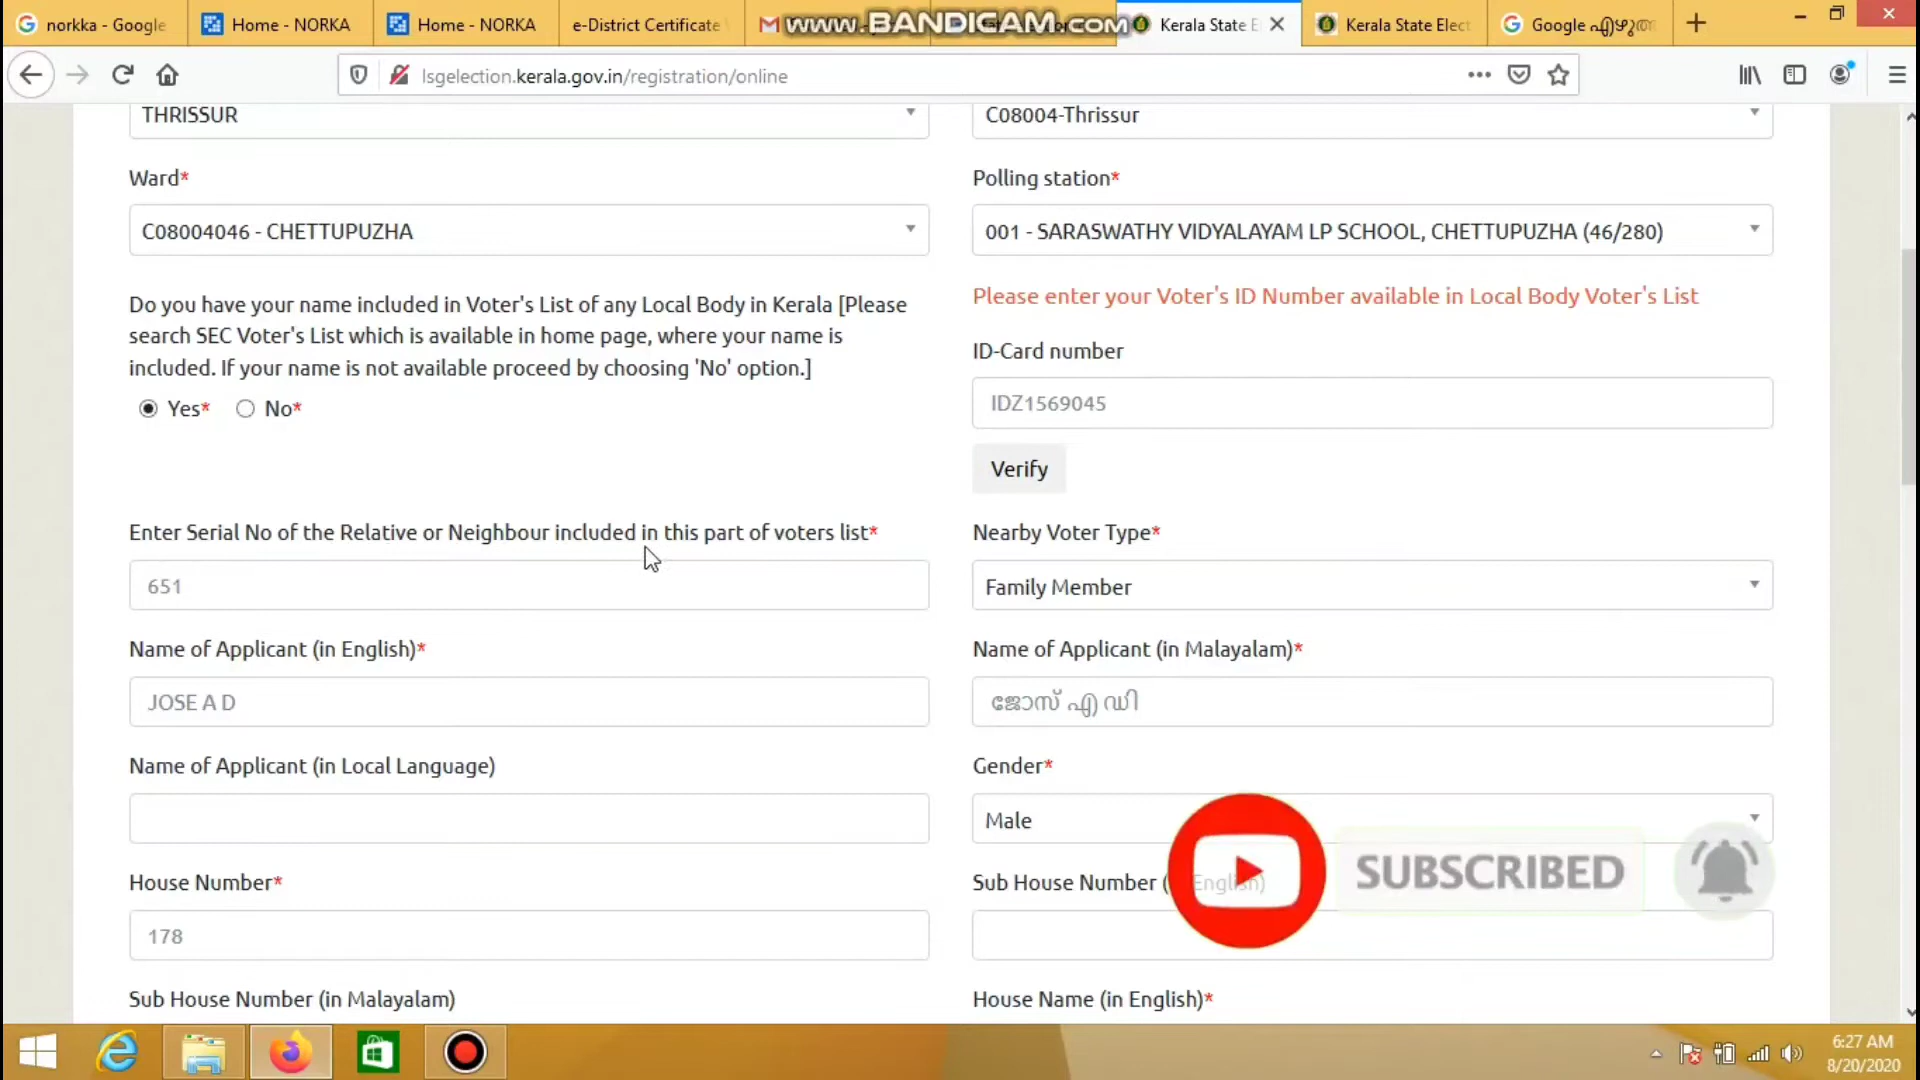 norkka - Google
Home - NORKA
Home - NORKA
e-District Certificate
www.BANDICAM.com
Kerala State E
Kerala State Elect
Google എഴുത്ത
lsgelection.kerala.gov.in/registration/online
THRISSUR
C08004-Thrissur
Ward*
Polling station*
C08004046 - CHETTUPUZHA
001 - SARASWATHY VIDYALAYAM LP SCHOOL, CHETTUPUZHA (46/280)
Do you have your name included in Voter's List of any Local Body in Kerala [Please
search SEC Voter's List which is available in home page, where your name is
included. If your name is not available proceed by choosing 'No' option.]
Yes* No*
Please enter your Voter's ID Number available in Local Body Voter's List
ID-Card number
IDZ1569045
Verify
Enter Serial No of the Relative or Neighbour included in this part of voters list*
Nearby Voter Type*
651
Family Member
Name of Applicant (in English)*
Name of Applicant (in Malayalam)*
JOSE A D
ജോസ് എ ഡി
Name of Applicant (in Local Language)
Gender*
Male
House Number*
Sub House Number (in English)
SUBSCRIBED
178
Sub House Number (in Malayalam)
House Name (in English)*
6:27 AM
8/20/2020